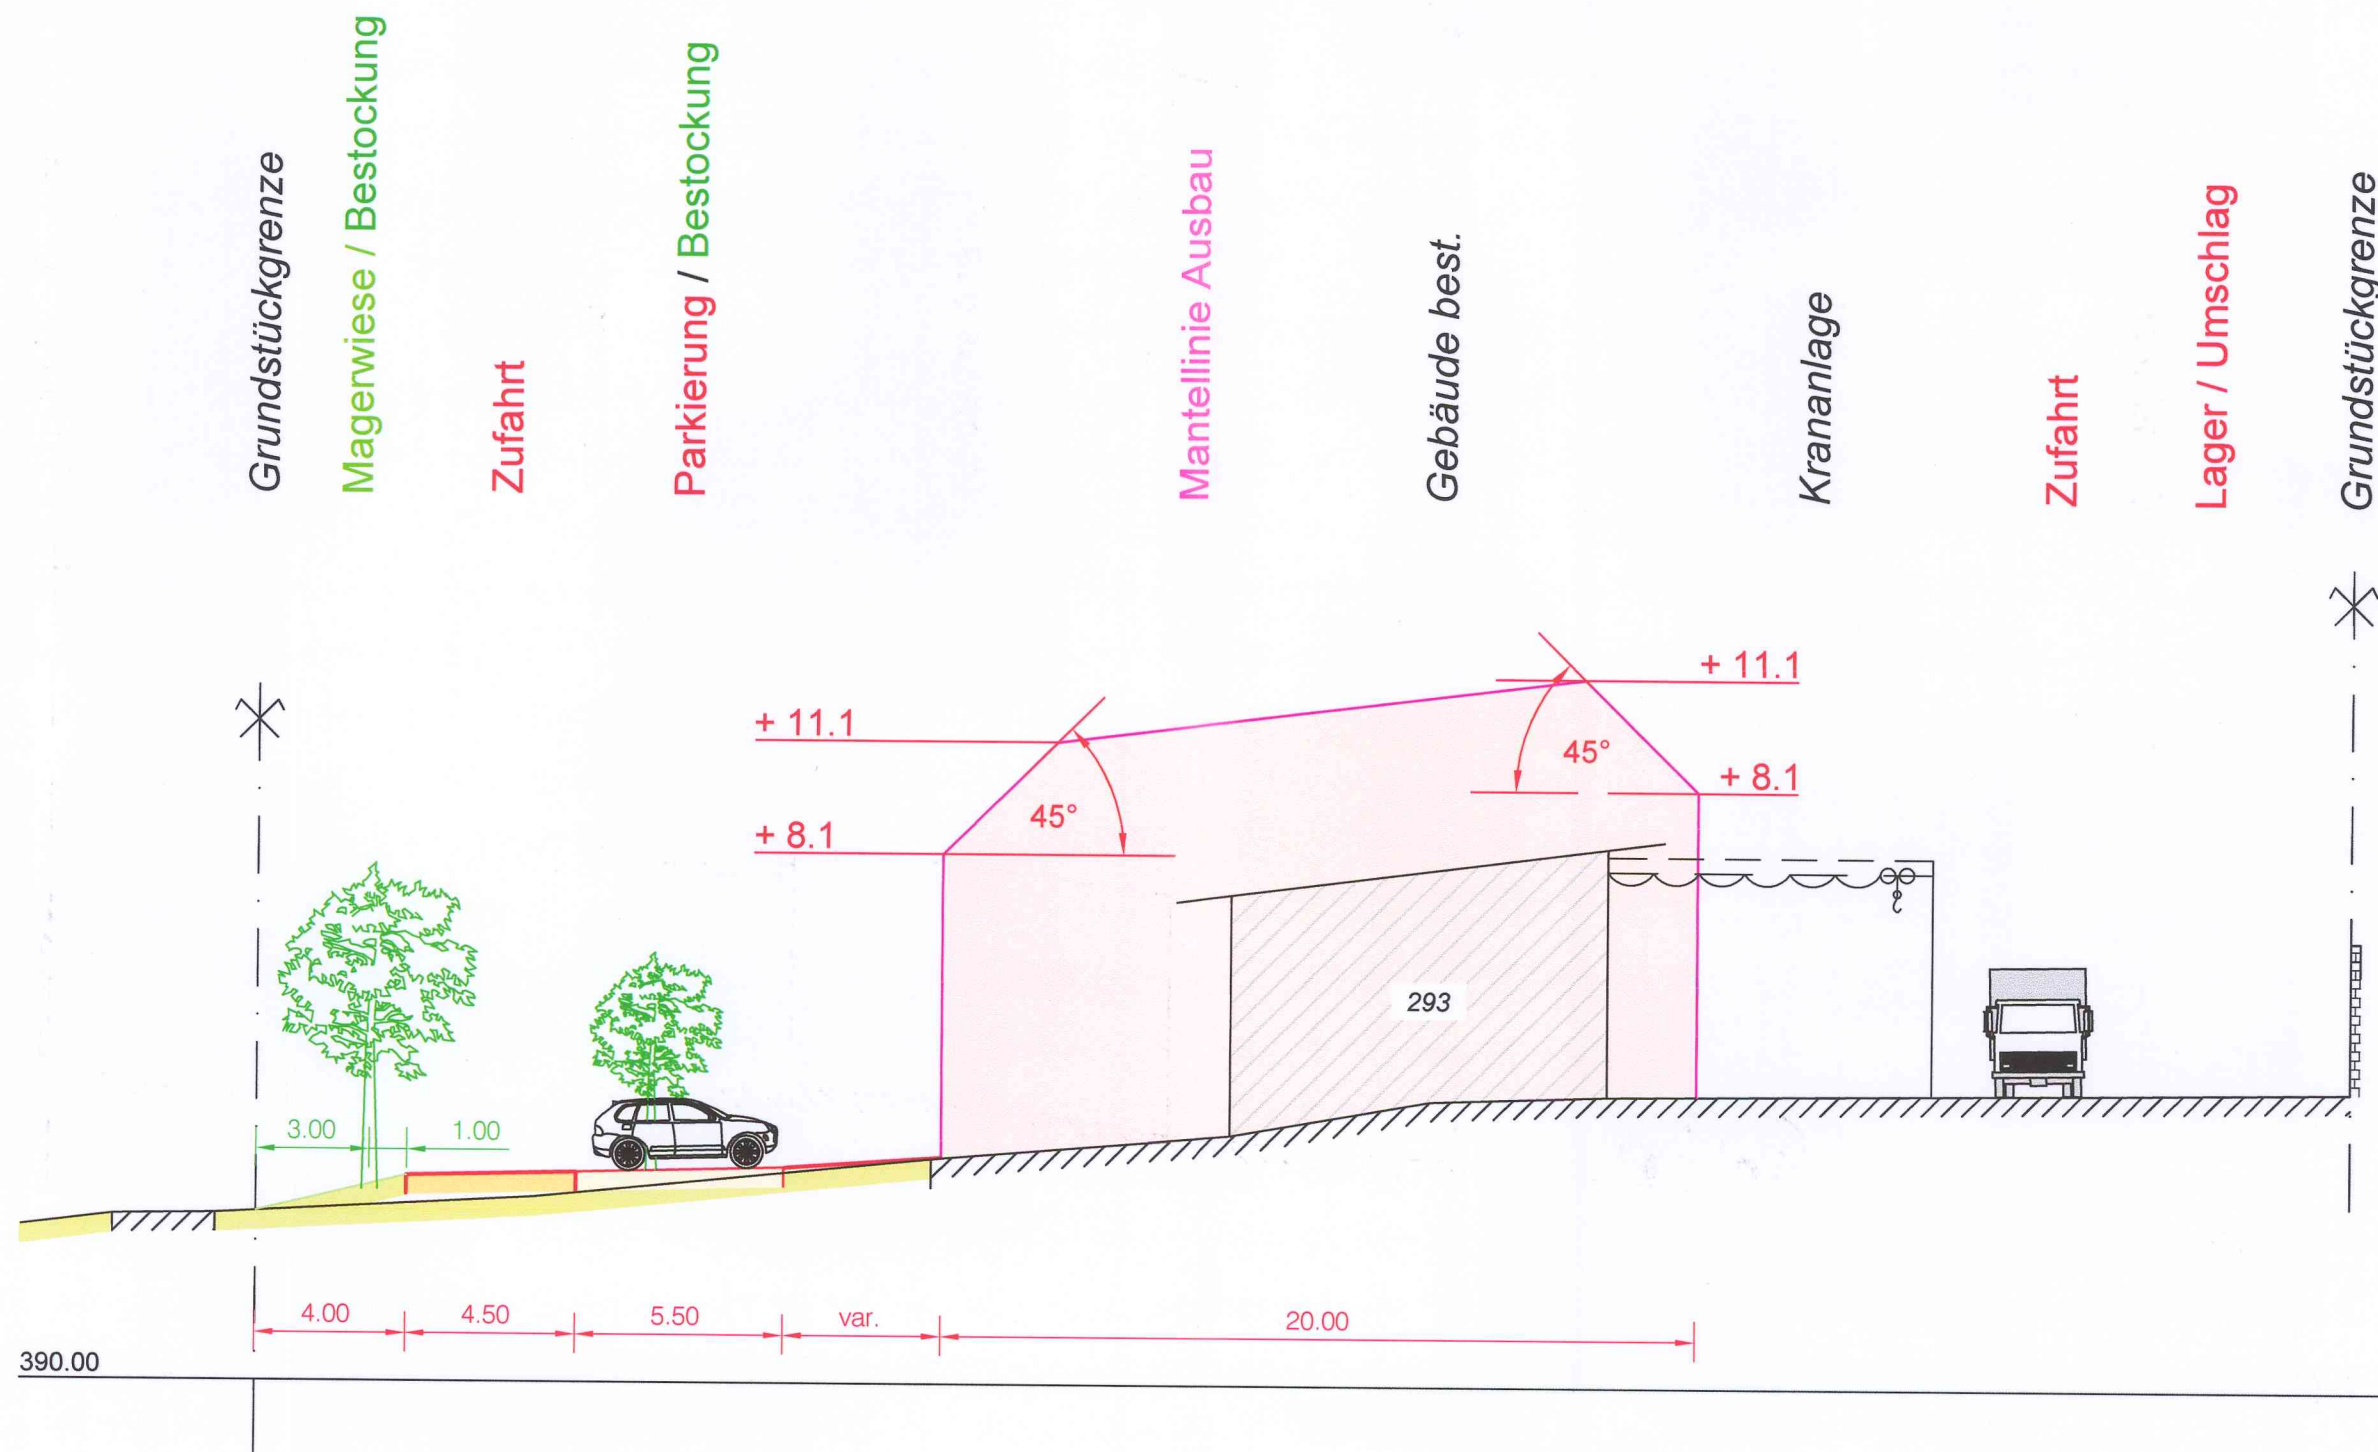 Grundstückgrenze
Magerwiese / Bestockung
Zufahrt
Parkierung / Bestockung
Mantellinie Ausbau
Gebäude best.
Krananlage
Zufahrt
Lager / Umschlag
Grundstückgrenze
+ 11.1
+ 11.1
45°
+ 8.1
45°
+ 8.1
293
3.00
1.00
4.00
4.50
5.50
var.
20.00
390.00